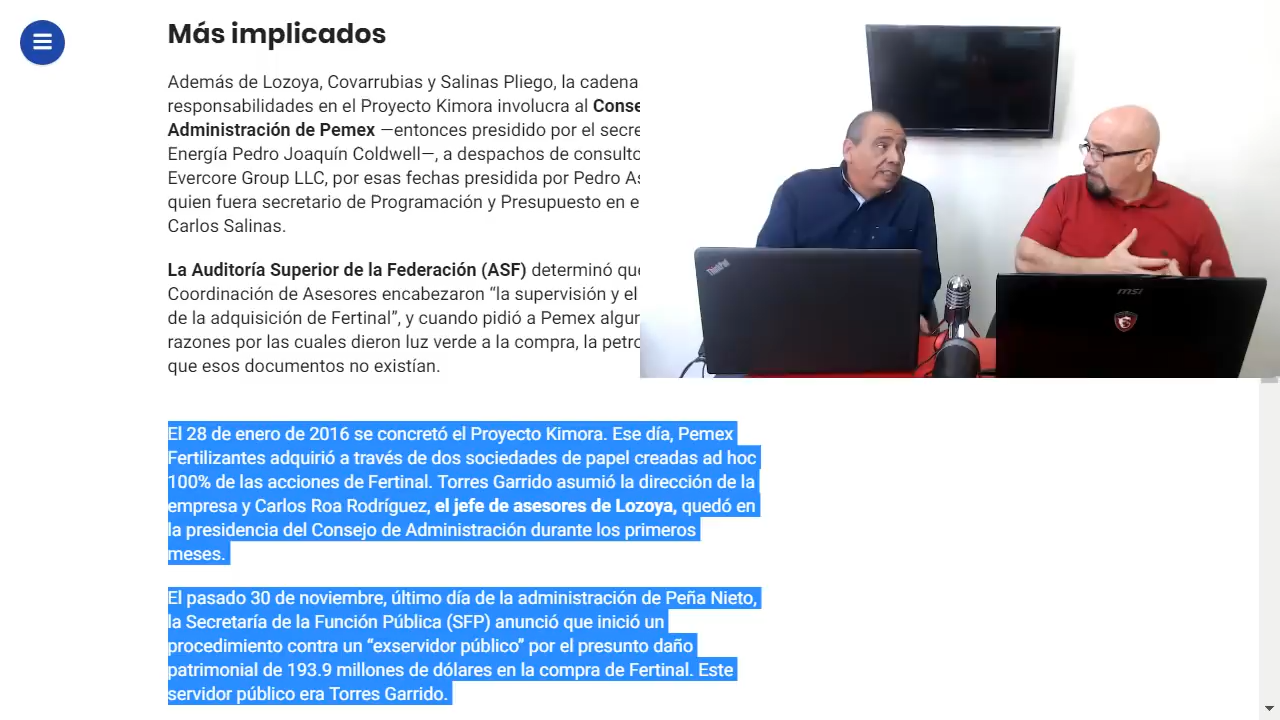 Más implicados
Además de Lozoya, Covarrubias y Salinas Pliego, la cadena
responsabilidades en el Proyecto Kimora involucra al Conse
Administración de Pemex —entonces presidido por el secre
Energía Pedro Joaquín Coldwell—, a despachos de consulto
Evercore Group LLC, por esas fechas presidida por Pedro As
quien fuera secretario de Programación y Presupuesto en e
Carlos Salinas.
La Auditoría Superior de la Federación (ASF) determinó que
Coordinación de Asesores encabezaron “la supervisión y el
de la adquisición de Fertinal”, y cuando pidió a Pemex algun
razones por las cuales dieron luz verde a la compra, la petro
que esos documentos no existían.
El 28 de enero de 2016 se concretó el Proyecto Kimora. Ese día, Pemex
Fertilizantes adquirió a través de dos sociedades de papel creadas ad hoc
100% de las acciones de Fertinal. Torres Garrido asumió la dirección de la
empresa y Carlos Roa Rodríguez, el jefe de asesores de Lozoya, quedó en
la presidencia del Consejo de Administración durante los primeros
meses.
El pasado 30 de noviembre, último día de la administración de Peña Nieto,
la Secretaría de la Función Pública (SFP) anunció que inició un
procedimiento contra un “exservidor público” por el presunto daño
patrimonial de 193.9 millones de dólares en la compra de Fertinal. Este
servidor público era Torres Garrido.
ThinkPad
msi